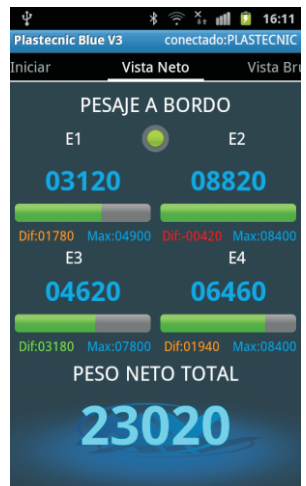 16:11
Plastecnic Blue V3 conectado:PLASTECNIC
Iniciar Vista Neto Vista Bru
PESAJE A BORDO
E1 E2
03120 08820
Dif:01780 Max:04900 Dif:-00420 Max:08400
E3 E4
04620 06460
Dif:03180 Max:07800 Dif:01940 Max:08400
PESO NETO TOTAL
23020